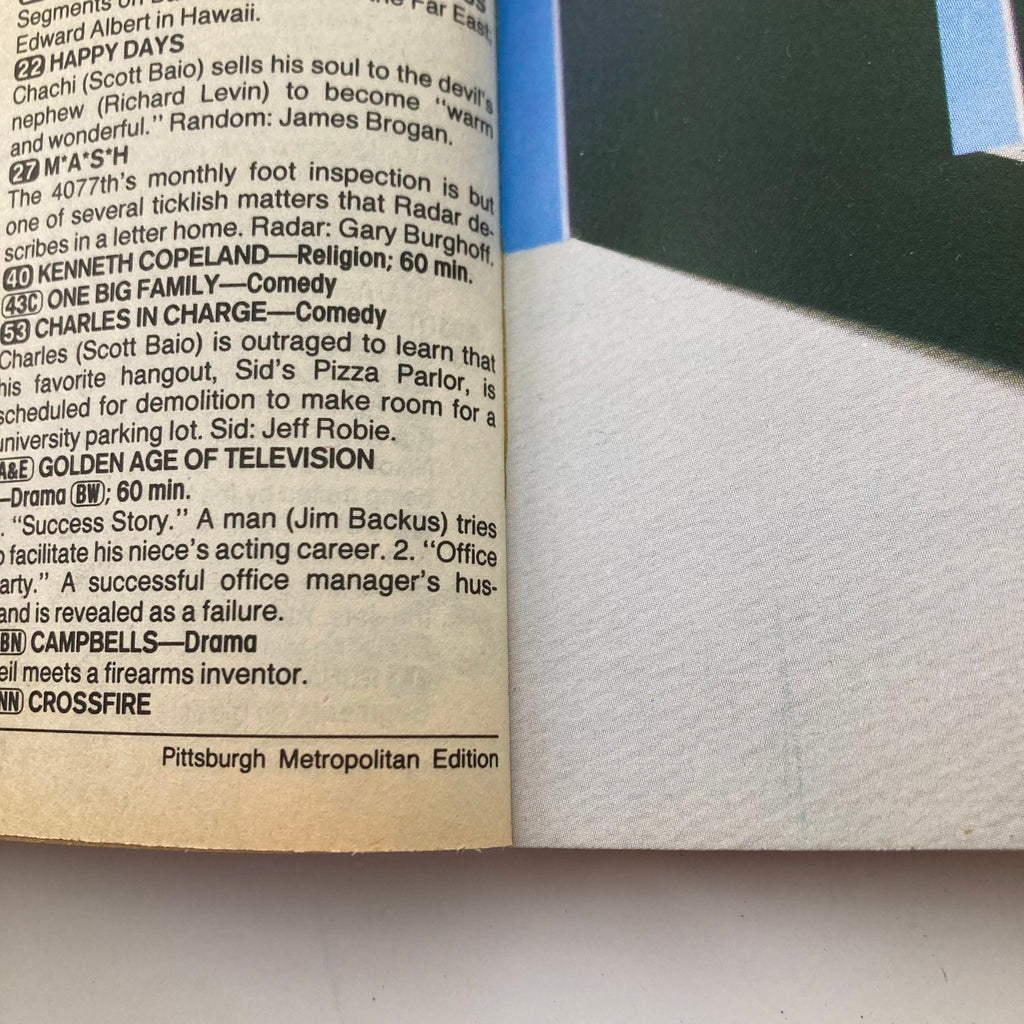 Segments on
the Far East;
Edward Albert in Hawaii.
22 HAPPY DAYS
Chachi (Scott Baio) sells his soul to the devil's
nephew (Richard Levin) to become "warm
and wonderful." Random: James Brogan.
27 M*A*S*H
The 4077th's monthly foot inspection is but
one of several ticklish matters that Radar de-
scribes in a letter home. Radar: Gary Burghoff.
40 KENNETH COPELAND—Religion; 60 min.
43C ONE BIG FAMILY—Comedy
53 CHARLES IN CHARGE—Comedy
Charles (Scott Baio) is outraged to learn that
his favorite hangout, Sid's Pizza Parlor, is
scheduled for demolition to make room for a
university parking lot. Sid: Jeff Robie.
A&E GOLDEN AGE OF TELEVISION
—Drama BW; 60 min.
. "Success Story." A man (Jim Backus) tries
o facilitate his niece's acting career. 2. "Office
arty." A successful office manager's hus-
and is revealed as a failure.
BN CAMPBELLS—Drama
eil meets a firearms inventor.
NN CROSSFIRE
Pittsburgh Metropolitan Edition